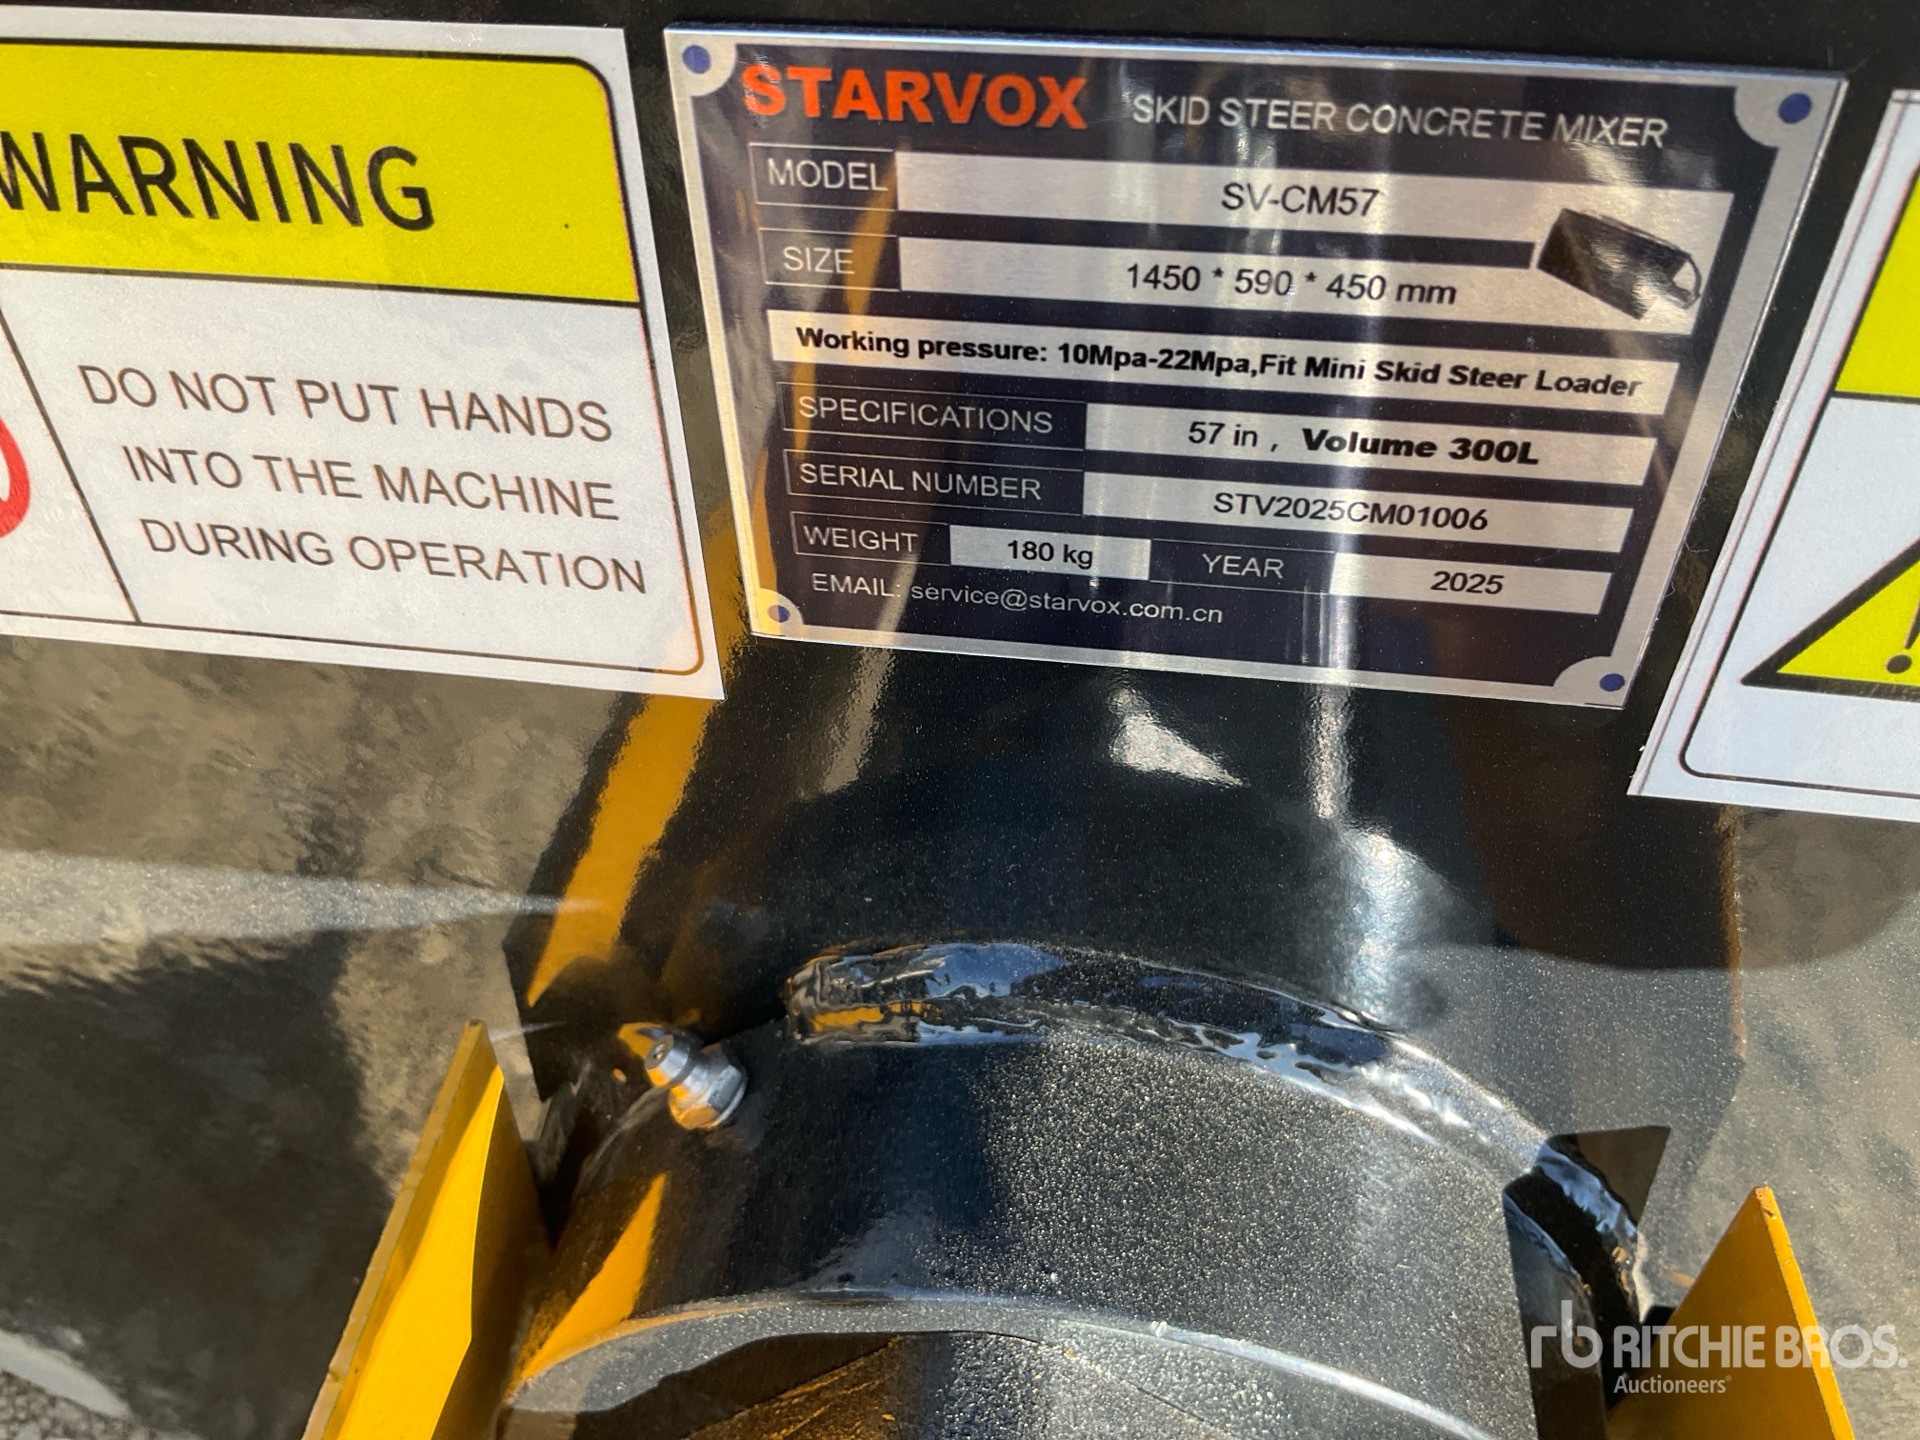 WARNING
DO NOT PUT HANDS
INTO THE MACHINE
DURING OPERATION
STARVOX SKID STEER CONCRETE MIXER
MODEL SV-CM57
SIZE 1450 * 590 * 450 mm
Working pressure: 10Mpa-22Mpa,Fit Mini Skid Steer Loader
SPECIFICATIONS 57 in , Volume 300L
SERIAL NUMBER STV2025CM01006
WEIGHT 180 kg YEAR 2025
EMAIL: service@starvox.com.cn
rb RITCHIE BROS.
Auctioneers